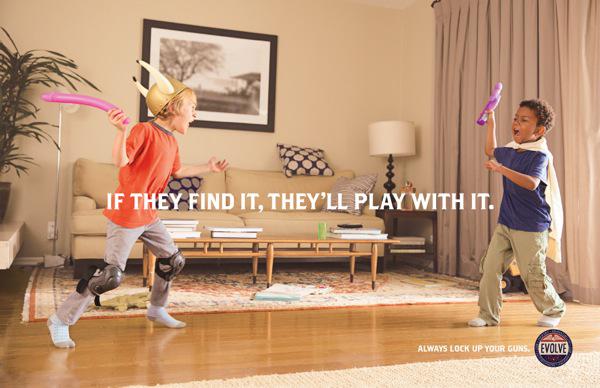 IF THEY FIND IT, THEY'LL PLAY WITH IT.
ALWAYS LOCK UP YOUR GUNS.
EVOLVE